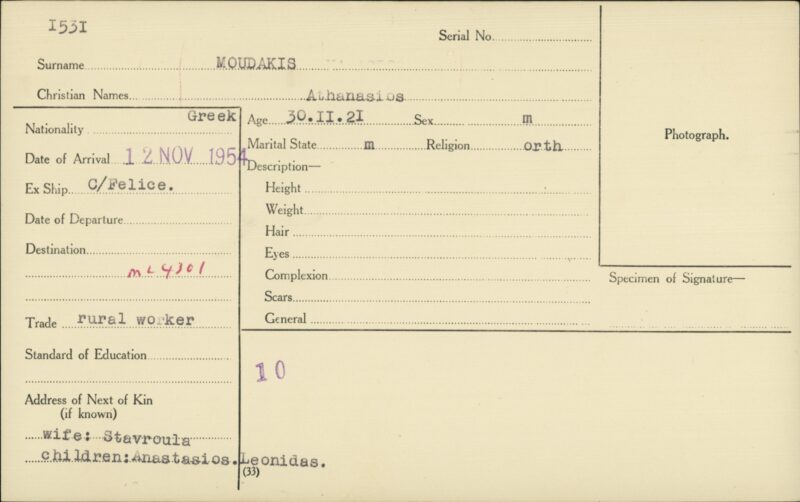 1531
Serial No.
Surname MOUDAKIS
Christian Names Athanasios
Nationality Greek
Age 30.II.2I Sex m
Date of Arrival 12 NOV 1954
Marital State m Religion orth
Photograph.
Ex Ship C/Felice.
Description—
Height
Date of Departure
Weight
Hair
Destination
Eyes
mL4301
Complexion
Specimen of Signature—
Scars
Trade rural worker
General
Standard of Education
10
Address of Next of Kin
(if known)
wife: Stavroula
children:Anastasios.Leonidas.
(33)